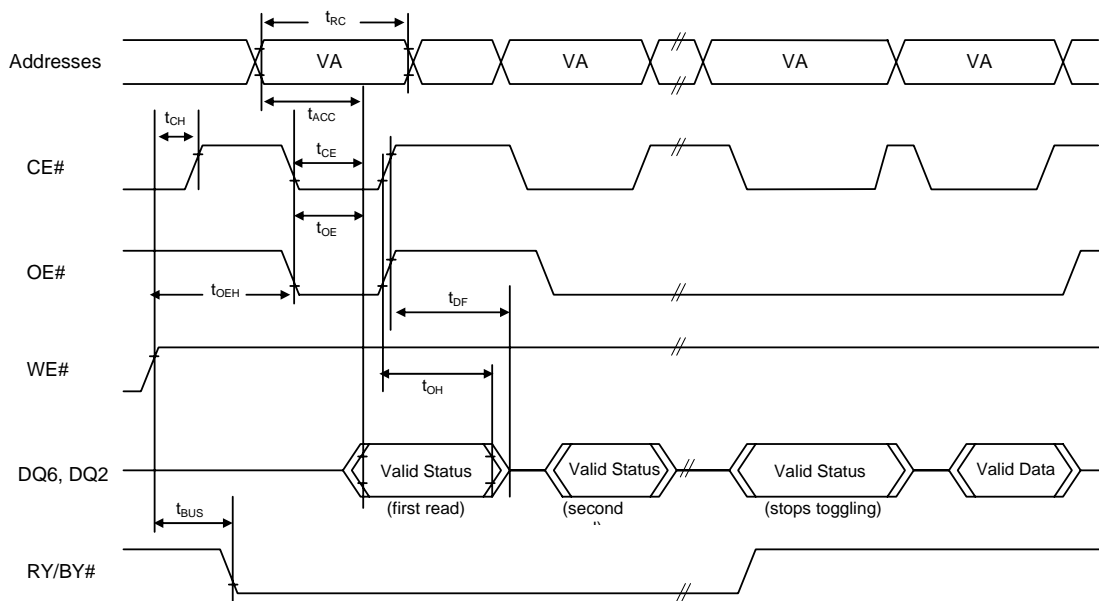 tRC
Addresses VA VA VA VA
tACC
tCH
tCE
CE#
tOE
OE#
tOEH
tDF
WE#
tOH
DQ6, DQ2 Valid Status Valid Status Valid Status Valid Data
(first read) (second (stops toggling)
tBUS
RY/BY#